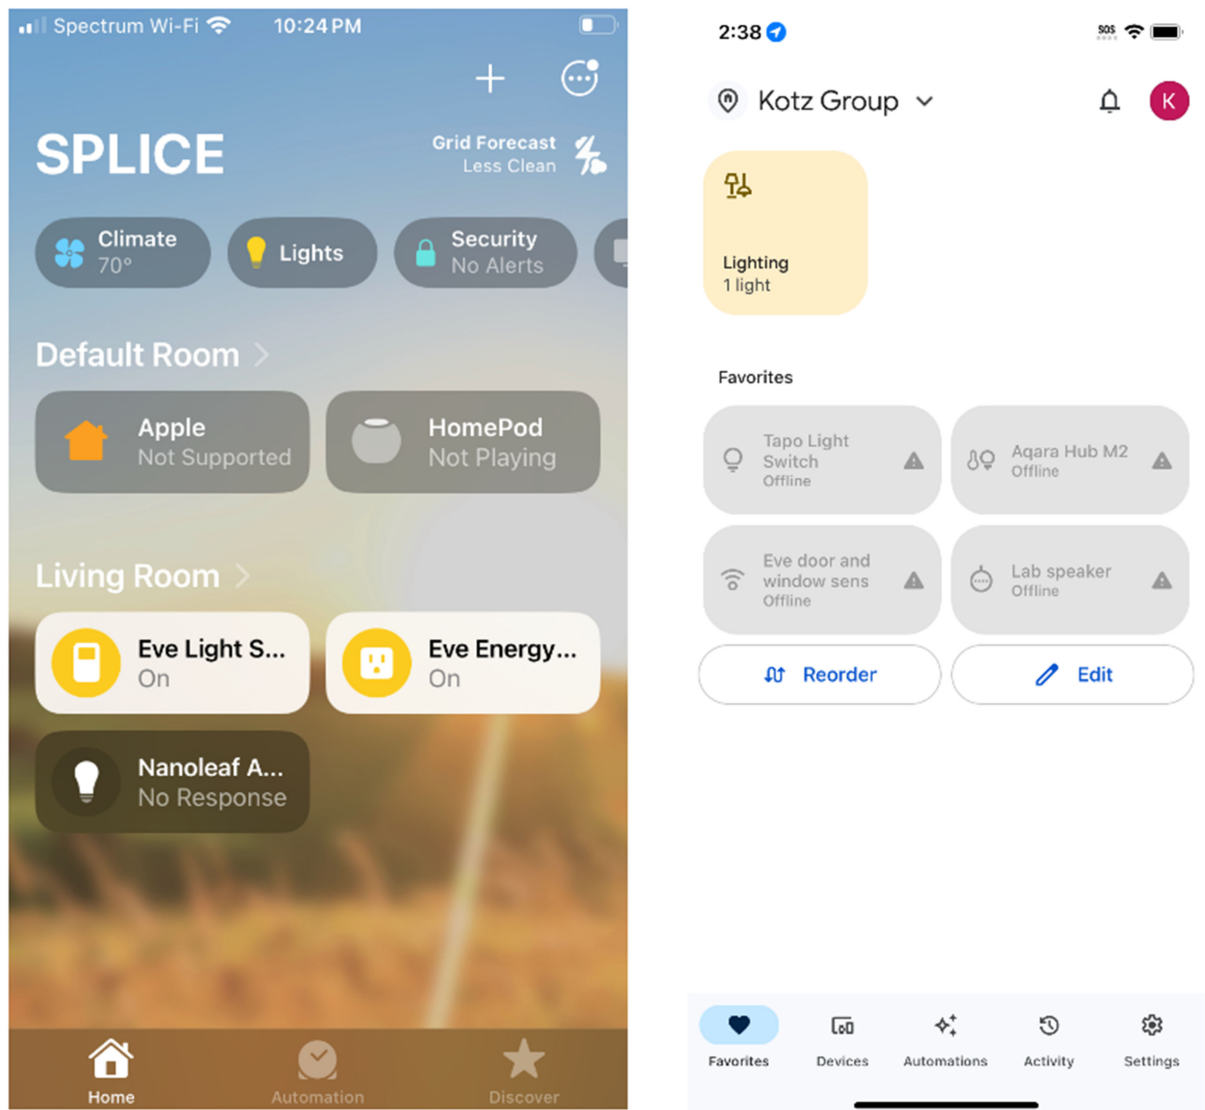 Spectrum Wi-Fi 10:24 PM
SPLICE
Grid Forecast
Less Clean
Climate
70°
Lights
Security
No Alerts
Default Room
Apple
Not Supported
HomePod
Not Playing
Living Room
Eve Light S...
On
Eve Energy...
On
Nanoleaf A...
No Response
Home
Automation
Discover
2:38
SOS
Kotz Group
K
Lighting
1 light
Favorites
Tapo Light
Switch
Offline
Aqara Hub M2
Offline
Eve door and
window sens
Offline
Lab speaker
Offline
Reorder
Edit
Favorites
Devices
Automations
Activity
Settings